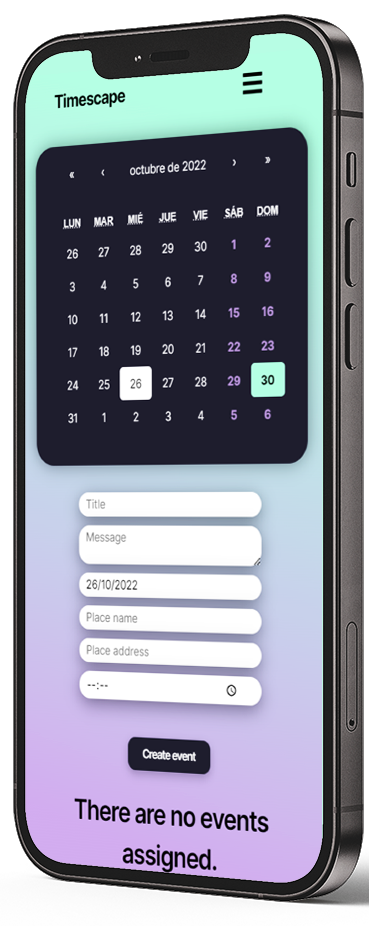 Timescape
« ‹ octubre de 2022 › »
LUN MAR MIÉ JUE VIE SÁB DOM
26 27 28 29 30 1 2
3 4 5 6 7 8 9
10 11 12 13 14 15 16
17 18 19 20 21 22 23
24 25 26 27 28 29 30
31 1 2 3 4 5 6
Title
Message
26/10/2022
Place name
Place address
--:--
Create event
There are no events
assigned.